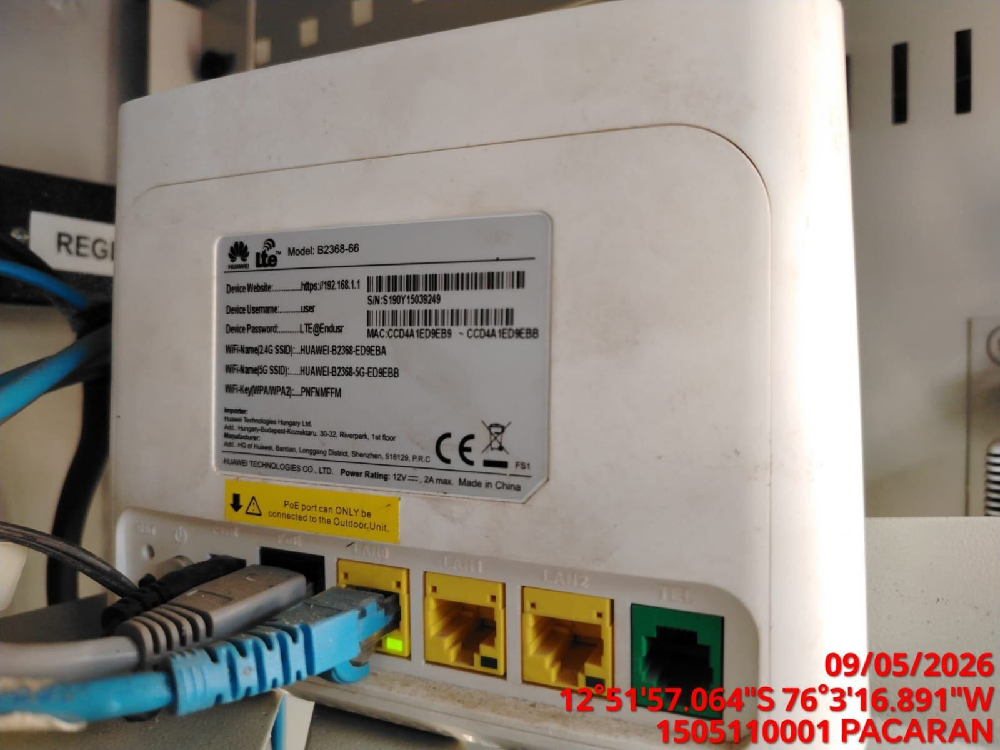 REGI
HUAWEI
Lte™
Model: B2368-66
Device Website:..............https://192.168.1.1
S/N:S190Y15039249
Device Username:...........user
Device Password:...........LTE@Endusr
MAC:CCD4A1ED9EB9 ~ CCD4A1ED9EBB
WiFi-Name(2.4G SSID):...HUAWEI-B2368-ED9EBA
WiFi-Name(5G SSID):......HUAWEI-B2368-5G-ED9EBB
WiFi-Key(WPA/WPA2):....PNFNMFFM
Importer:
Huawei Technologies Hungary Ltd.
Add.: Hungary-Budapest-Kozraktaru. 30-32, Riverpark, 1st floor
Manufacturer:
Add.: HQ of Huawei, Bantian, Longgang District, Shenzhen, 518129, P.R.C
CE
FS1
HUAWEI TECHNOLOGIES CO., LTD. Power Rating: 12V⎓, 2A max. Made in China
PoE port can ONLY be
connected to the Outdoor Unit.
RST
PWR
PoE
LAN0
LAN1
LAN2
TEL
09/05/2026
12°51'57.064"S 76°3'16.891"W
1505110001 PACARAN